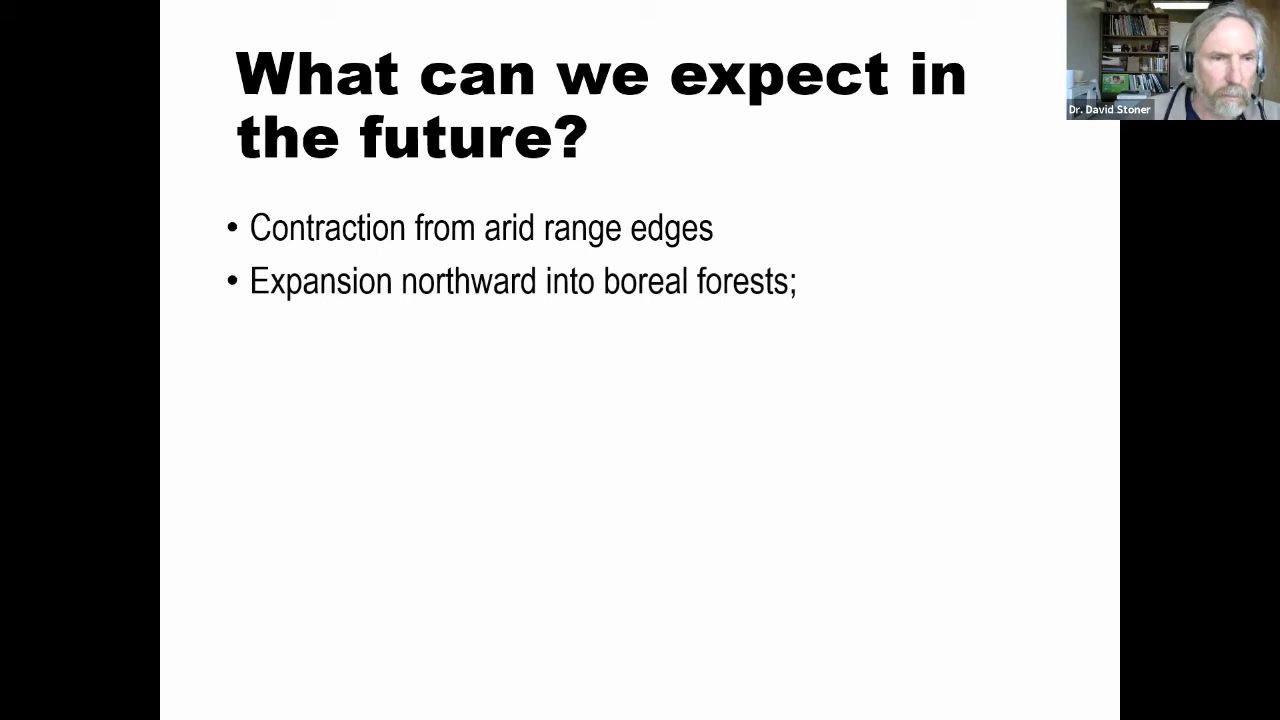 What can we expect in
the future?
• Contraction from arid range edges
• Expansion northward into boreal forests;
Dr. David Stoner